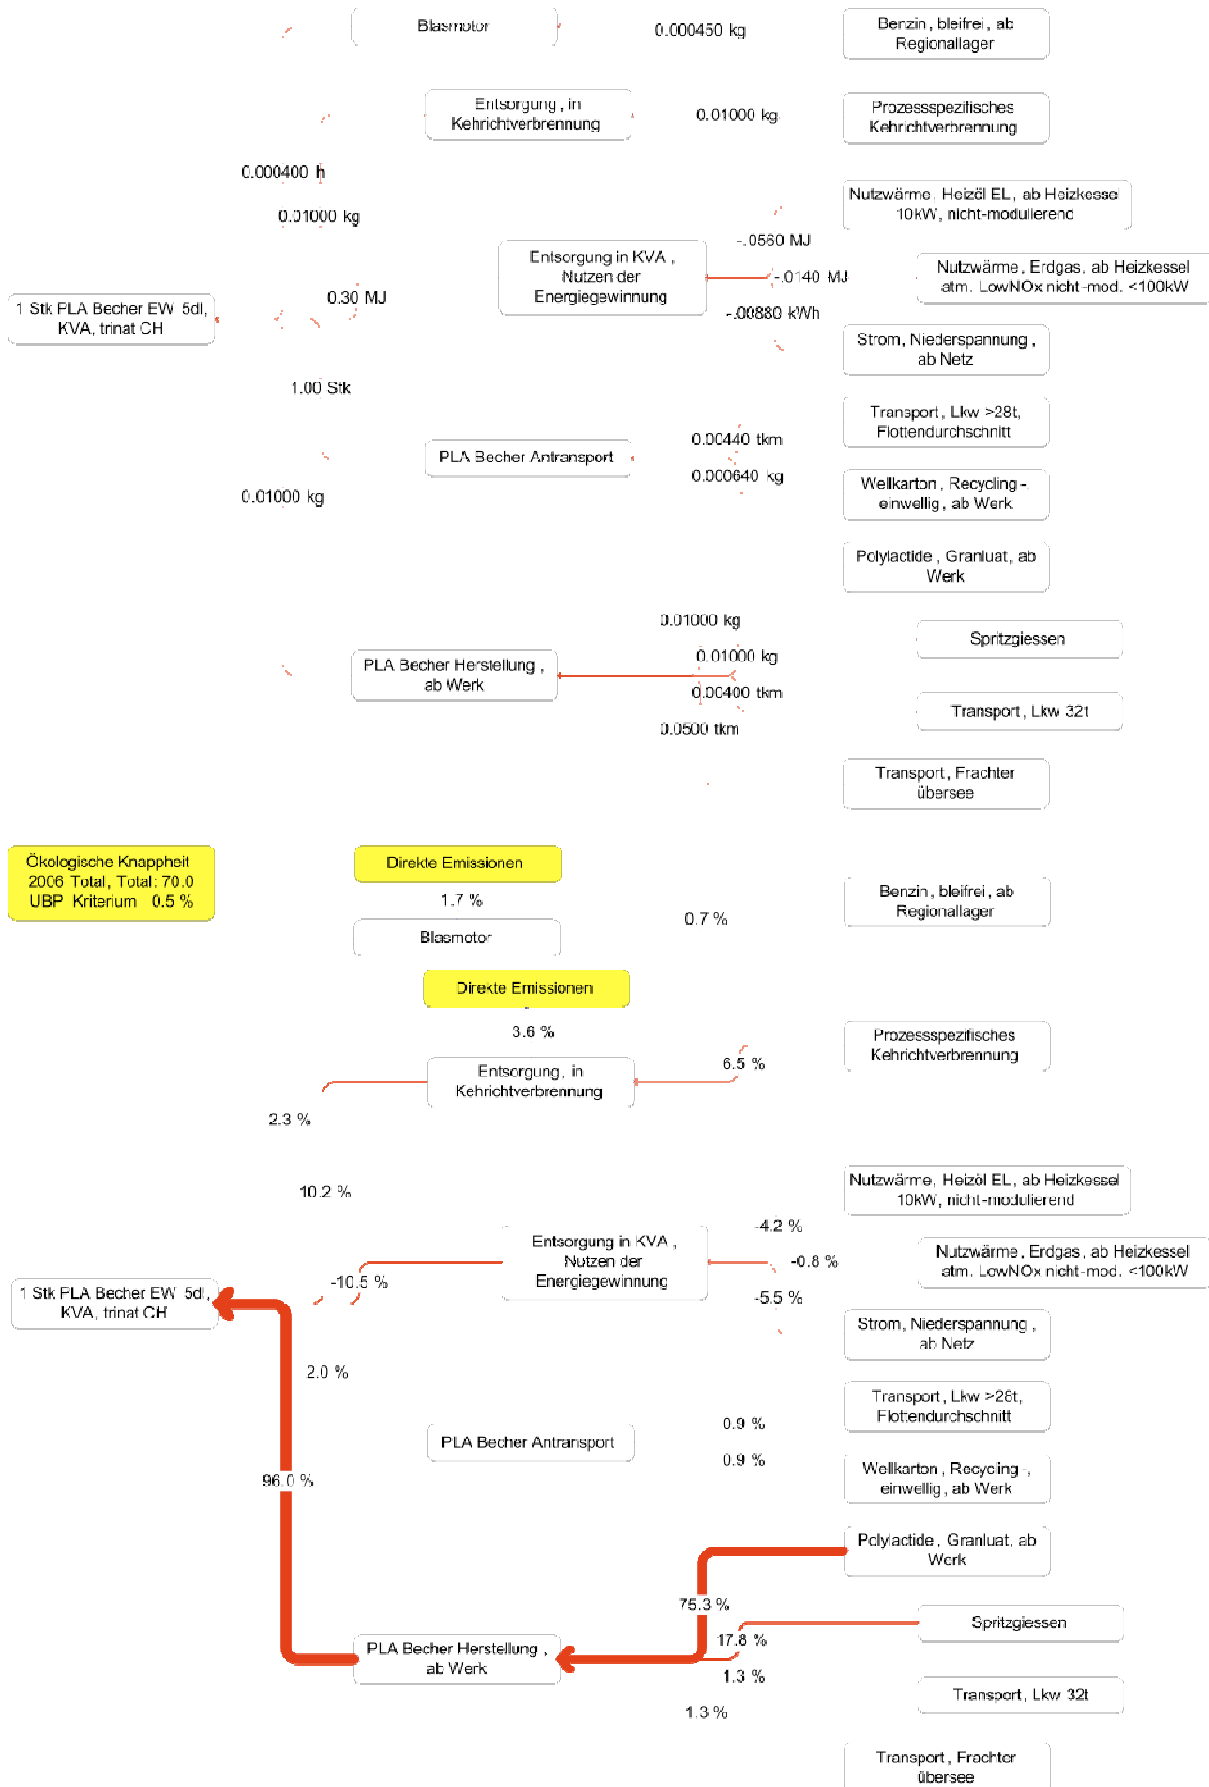 Blasmotor
0.000450 kg
Benzin, bleifrei, ab
Regionallager
Entsorgung, in
Kehrichtverbrennung
0.01000 kg
Prozessspezifisches
Kehrichtverbrennung
0.000400 h
0.01000 kg
Nutzwärme, Heizöl EL, ab Heizkessel
10kW, nicht-modulierend
-.0560 MJ
Entsorgung in KVA,
Nutzen der
Energiegewinnung
-.0140 MJ
Nutzwärme, Erdgas, ab Heizkessel
atm. LowNOx nicht-mod. <100kW
0.30 MJ
-.00880 kWh
1 Stk PLA Becher EW 5dl,
KVA, trinat CH
Strom, Niederspannung,
ab Netz
1.00 Stk
Transport, Lkw >28t,
Flottendurchschnitt
0.00440 tkm
PLA Becher Antransport
0.000640 kg
Wellkarton, Recycling-,
einwellig, ab Werk
0.01000 kg
Polylactide, Granluat, ab
Werk
0.01000 kg
Spritzgiessen
0.01000 kg
PLA Becher Herstellung,
ab Werk
0.00400 tkm
Transport, Lkw 32t
0.0500 tkm
Transport, Frachter
übersee
Ökologische Knappheit
2006 Total, Total: 70.0
UBP Kriterium 0.5 %
Direkte Emissionen
1.7 %
Blasmotor
0.7 %
Benzin, bleifrei, ab
Regionallager
Direkte Emissionen
3.6 %
Entsorgung, in
Kehrichtverbrennung
6.5 %
Prozessspezifisches
Kehrichtverbrennung
2.3 %
10.2 %
Nutzwärme, Heizöl EL, ab Heizkessel
10kW, nicht-modulierend
-4.2 %
Entsorgung in KVA,
Nutzen der
Energiegewinnung
-0.8 %
Nutzwärme, Erdgas, ab Heizkessel
atm. LowNOx nicht-mod. <100kW
-10.5 %
-5.5 %
1 Stk PLA Becher EW 5dl,
KVA, trinat CH
Strom, Niederspannung,
ab Netz
2.0 %
Transport, Lkw >28t,
Flottendurchschnitt
0.9 %
PLA Becher Antransport
0.9 %
Wellkarton, Recycling-,
einwellig, ab Werk
96.0 %
Polylactide, Granluat, ab
Werk
75.3 %
Spritzgiessen
17.8 %
PLA Becher Herstellung,
ab Werk
1.3 %
Transport, Lkw 32t
1.3 %
Transport, Frachter
übersee